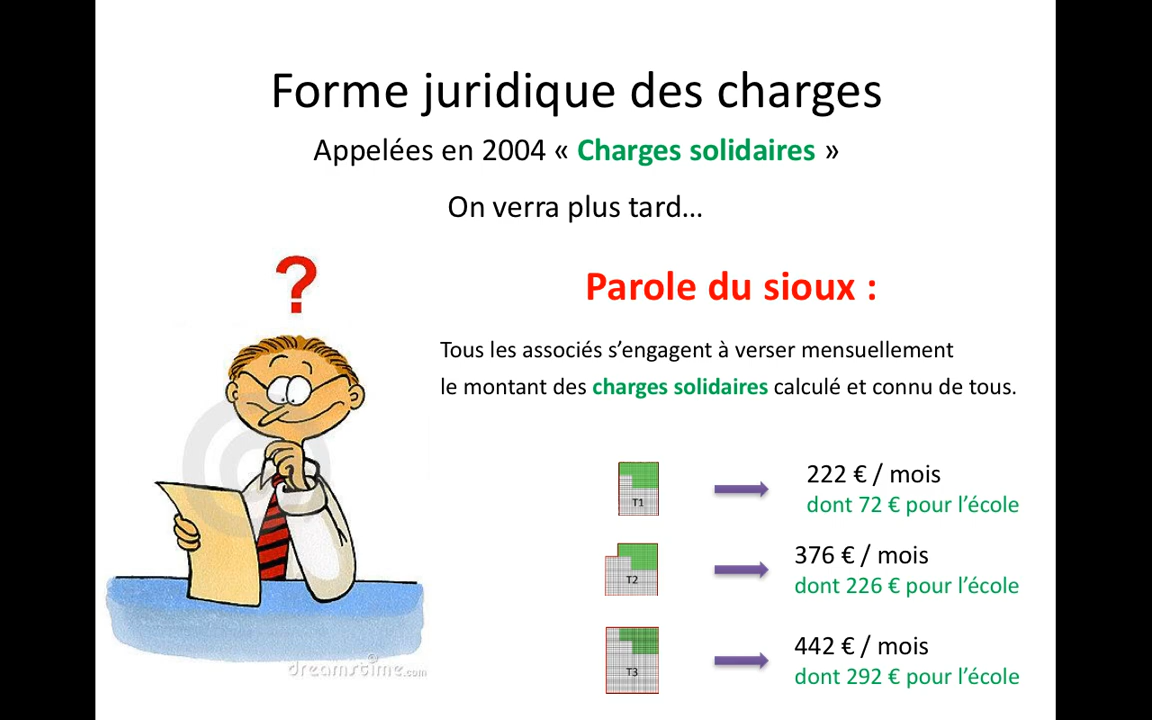 Forme juridique des charges
Appelées en 2004 « Charges solidaires »
On verra plus tard…
?
Parole du sioux :
Tous les associés s’engagent à verser mensuellement
le montant des charges solidaires calculé et connu de tous.
T1
222 € / mois
dont 72 € pour l’école
T2
376 € / mois
dont 226 € pour l’école
T3
442 € / mois
dont 292 € pour l’école
dreamstime.com